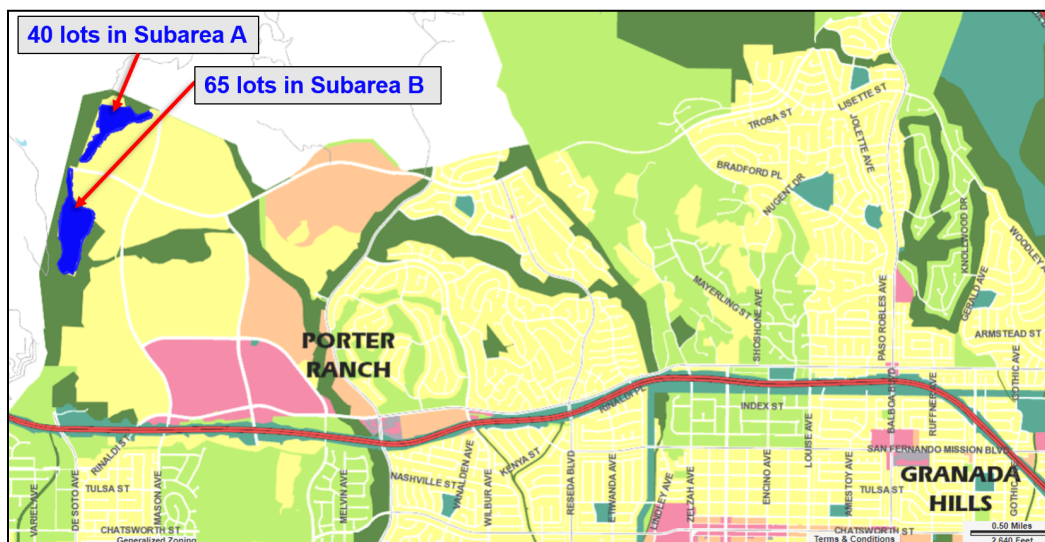 40 lots in Subarea A
65 lots in Subarea B
TROSA ST
LISETTE ST
JOLETTE AVE
BRADFORD PL
NUGENT DR
KNOLLWOOD DR
WOODLEY A
MAYERLING ST
SHOSHONE AVE
PASO ROBLES AVE
GERALD AVE
ARMSTEAD ST
PORTER
RANCH
RINALDI PL
INDEX ST
BALBOA BLVD
RUFFNER AVE
GOTHIC AVE
RINALDI ST
NASHVILLE ST
VANALDEN AVE
KENYA ST
WILBUR AVE
RESEDA BLVD
ETIWANDA AVE
LINDLEY AVE
ZELZAH AVE
ENCINO AVE
LOUISE AVE
AMESTOY AVE
SAN FERNANDO MISSION BLVD
GRANADA
HILLS
TULSA ST
GOTHIC
VARIEL AVE
DE SOTO AVE
TULSA ST
MASON AVE
MELVIN AVE
CHATSWORTH ST
CHATSWORTH ST
Generalized Zoning
Terms & Conditions
0.50 Miles
2,640 Feet